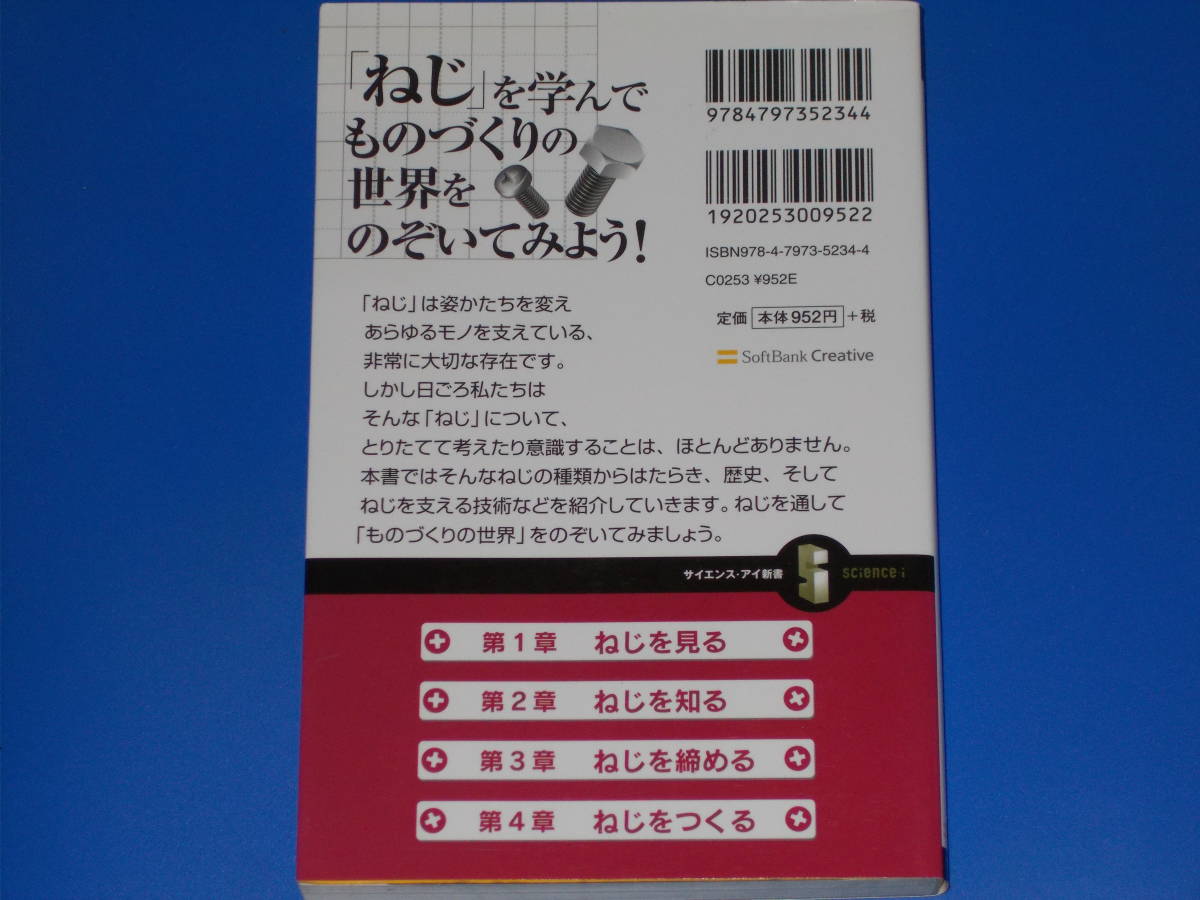 「ねじ」を学んで
ものづくりの
世界を
のぞいてみよう!
9784797352344
1920253009522
ISBN978-4-7973-5234-4
C0253 ¥952E
定価 本体952円 +税
SoftBank Creative
「ねじ」は姿かたちを変え
あらゆるモノを支えている、
非常に大切な存在です。
しかし日ごろ私たちは
そんな「ねじ」について、
とりたてて考えたり意識することは、ほとんどありません。
本書ではそんなねじの種類からはたらき、歴史、そして
ねじを支える技術などを紹介していきます。ねじを通して
「ものづくりの世界」をのぞいてみましょう。
サイエンス・アイ新書 Si science·i
第1章 ねじを見る
第2章 ねじを知る
第3章 ねじを締める
第4章 ねじをつくる